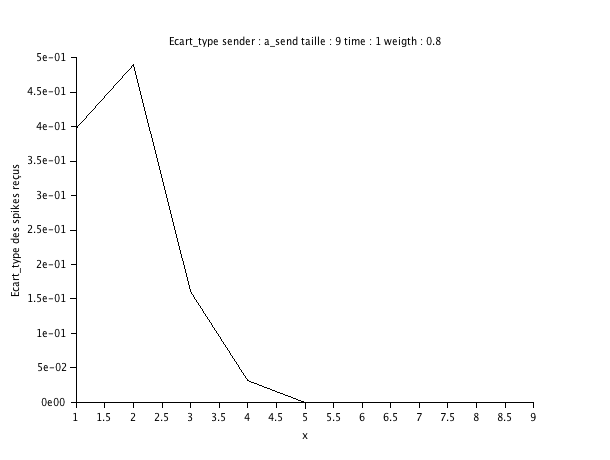 Ecart_type sender : a_send taille : 9 time : 1 weigth : 0.8
5e-01
4.5e-01
4e-01
3.5e-01
3e-01
2.5e-01
2e-01
1.5e-01
1e-01
5e-02
0e00
Ecart_type des spikes reçus
1 1.5 2 2.5 3 3.5 4 4.5 5 5.5 6 6.5 7 7.5 8 8.5 9
x